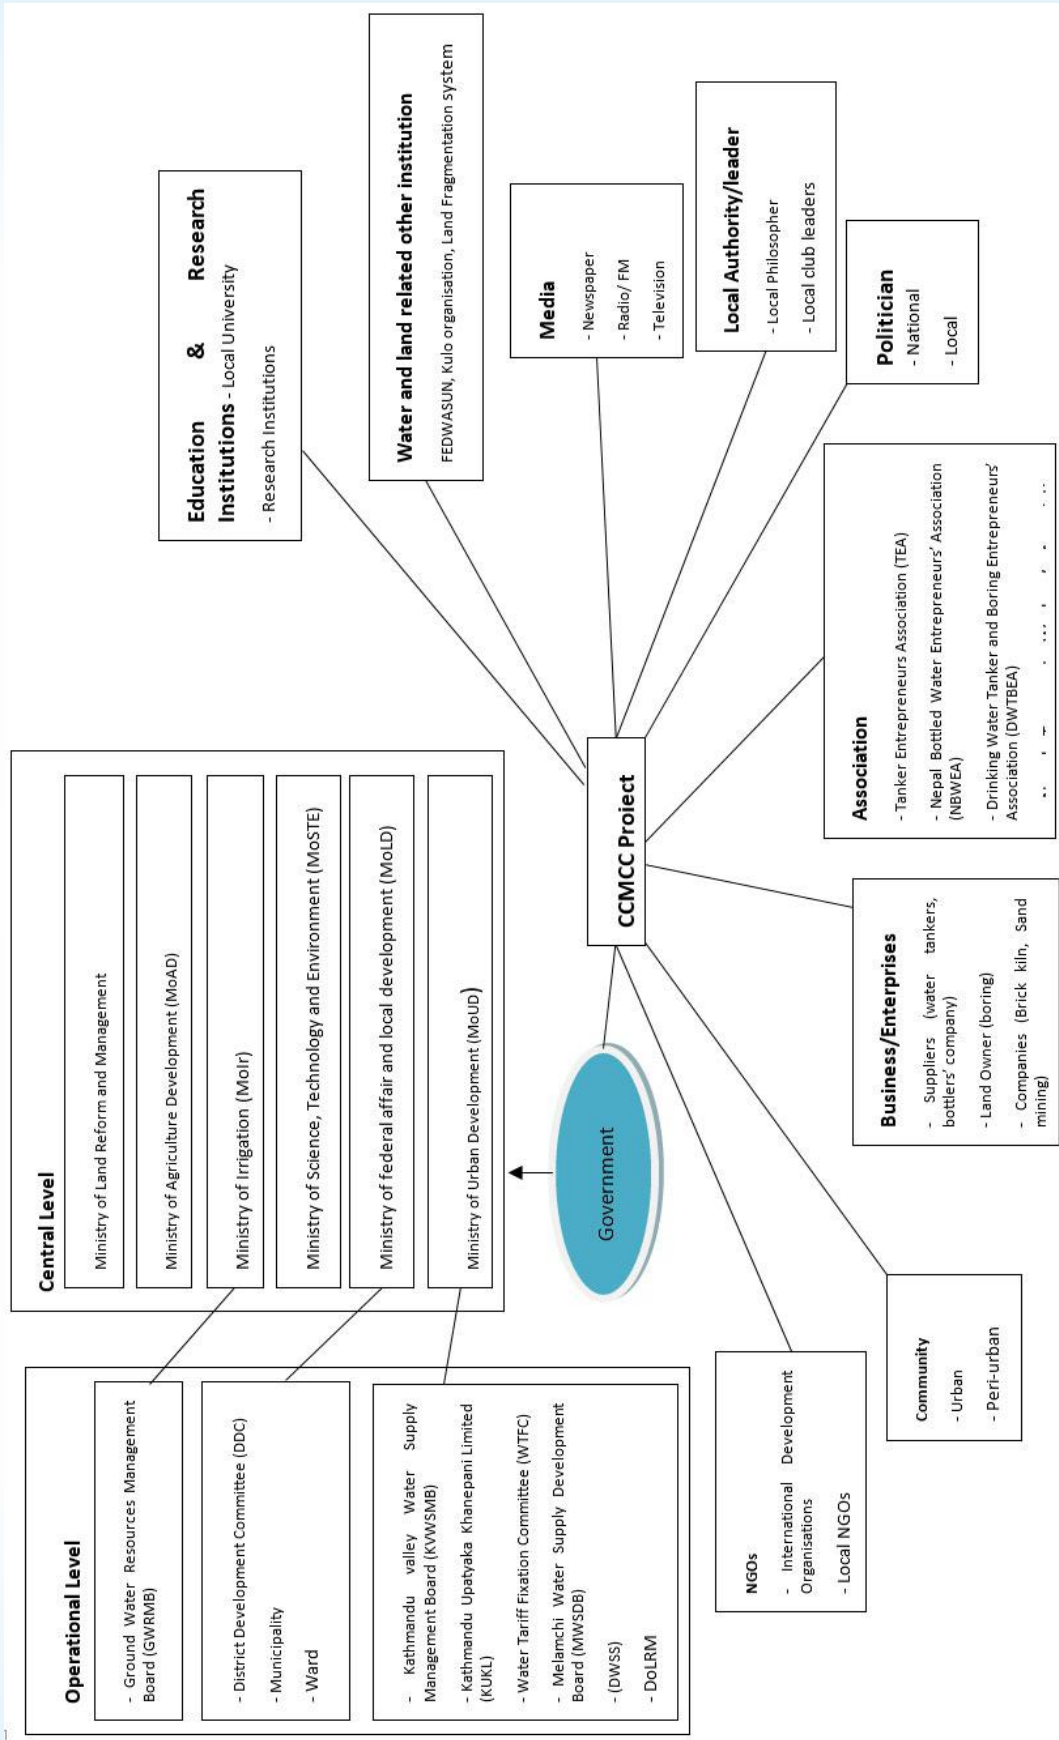 Operational Level
- Ground Water Resources Management
Board (GWRMB)
- District Development Committee (DDC)
- Municipality
- Ward
- Kathmandu valley Water Supply
Management Board (KVWSMB)
- Kathmandu Upatyaka Khanepani Limited
(KUKL)
- Water Tariff Fixation Committee (WTFC)
- Melamchi Water Supply Development
Board (MWSDB)
- (DWSS)
- DoLRM
Central Level
Ministry of Land Reform and Management
Ministry of Agriculture Development (MoAD)
Ministry of Irrigation (MoIr)
Ministry of Science, Technology and Environment (MoSTE)
Ministry of federal affair and local development (MoLD)
Ministry of Urban Development (MoUD)
Government
CCMCC Project
Education & Research
Institutions - Local University
- Research Institutions
Water and land related other institution
FEDWASUN, Kulo organisation, Land Fragmentation system
Media
- Newspaper
- Radio/ FM
- Television
Local Authority/leader
- Local Philosopher
- Local club leaders
Politician
- National
- Local
Association
- Tanker Entrepreneurs Association (TEA)
- Nepal Bottled Water Entrepreneurs' Association
(NBWEA)
- Drinking Water Tanker and Boring Entrepreneurs'
Association (DWTBEA)
Business/Enterprises
- Suppliers (water tankers,
bottlers' company)
- Land Owner (boring)
- Companies (Brick kiln, Sand
mining)
Community
- Urban
- Peri-urban
NGOs
- International Development
Organisations
- Local NGOs